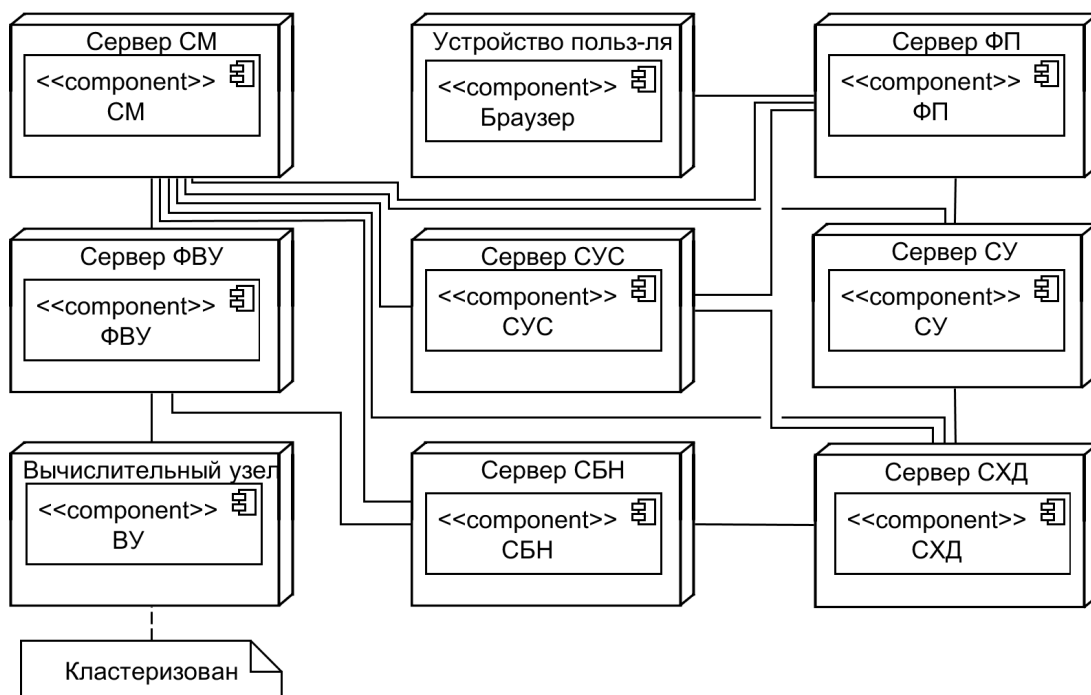 Сервер СМ
<<component>>
СМ
Устройство польз-ля
<<component>>
Браузер
Сервер ФП
<<component>>
ФП
Сервер ФВУ
<<component>>
ФВУ
Сервер СУС
<<component>>
СУС
Сервер СУ
<<component>>
СУ
Вычислительный узел
<<component>>
ВУ
Сервер СБН
<<component>>
СБН
Сервер СХД
<<component>>
СХД
Кластеризован